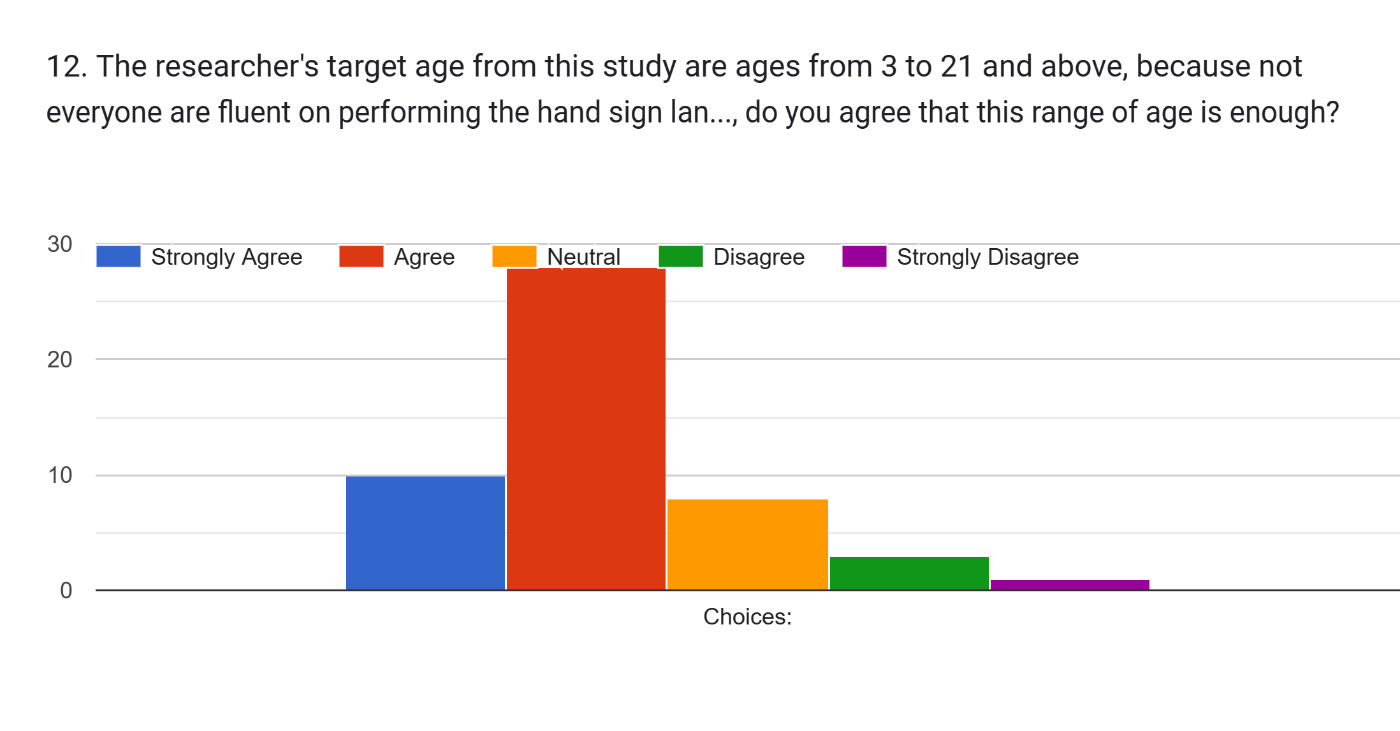 12. The researcher's target age from this study are ages from 3 to 21 and above, because not
everyone are fluent on performing the hand sign lan..., do you agree that this range of age is enough?
30
Strongly Agree Agree Neutral Disagree Strongly Disagree
20
10
0
Choices: